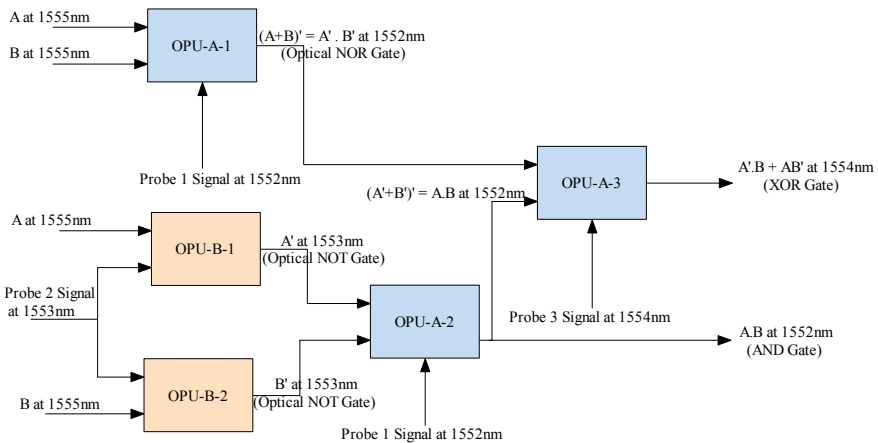 A at 1555nm
B at 1555nm
OPU-A-1
(A+B)' = A' . B' at 1552nm
(Optical NOR Gate)
Probe 1 Signal at 1552nm
OPU-A-3
A'.B + AB' at 1554nm
(XOR Gate)
(A'+B')' = A.B at 1552nm
Probe 3 Signal at 1554nm
A at 1555nm
OPU-B-1
A' at 1553nm
(Optical NOT Gate)
Probe 2 Signal
at 1553nm
OPU-A-2
A.B at 1552nm
(AND Gate)
B at 1555nm
OPU-B-2
B' at 1553nm
(Optical NOT Gate)
Probe 1 Signal at 1552nm